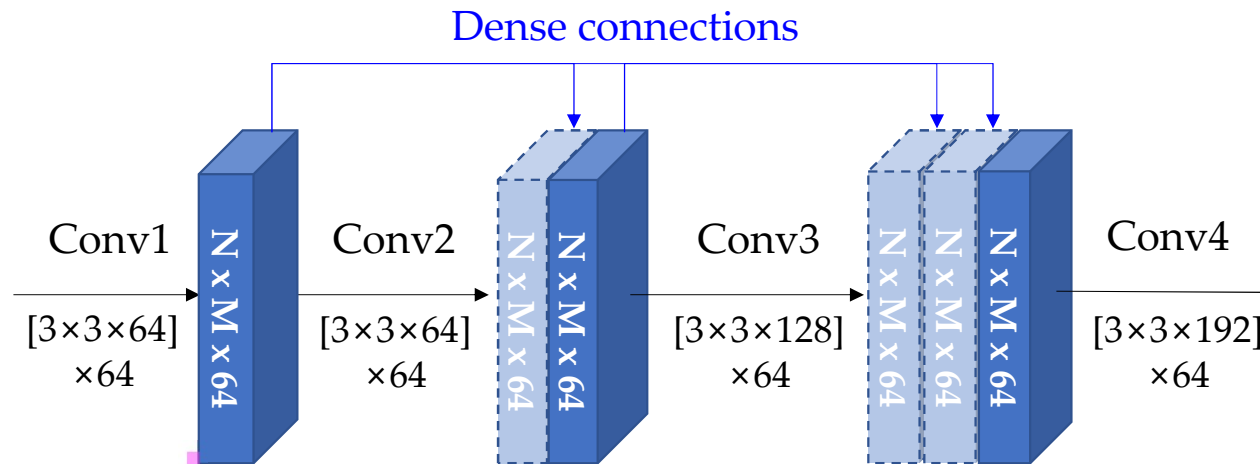 Dense connections
Conv1
[3×3×64]
×64
N x M x 64
Conv2
[3×3×64]
×64
N x M x 64
N x M x 64
Conv3
[3×3×128]
×64
N x M x 64
N x M x 64
N x M x 64
Conv4
[3×3×192]
×64